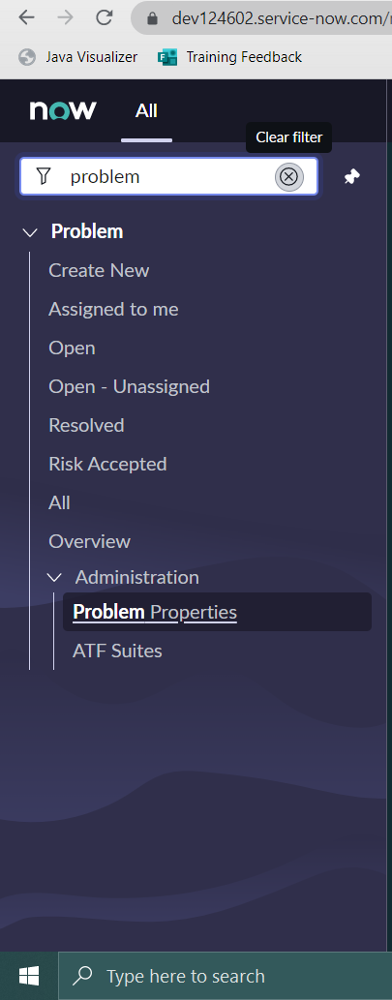 dev124602.service-now.com/
Java Visualizer
Training Feedback
now
All
Clear filter
problem
Problem
Create New
Assigned to me
Open
Open - Unassigned
Resolved
Risk Accepted
All
Overview
Administration
Problem Properties
ATF Suites
Type here to search